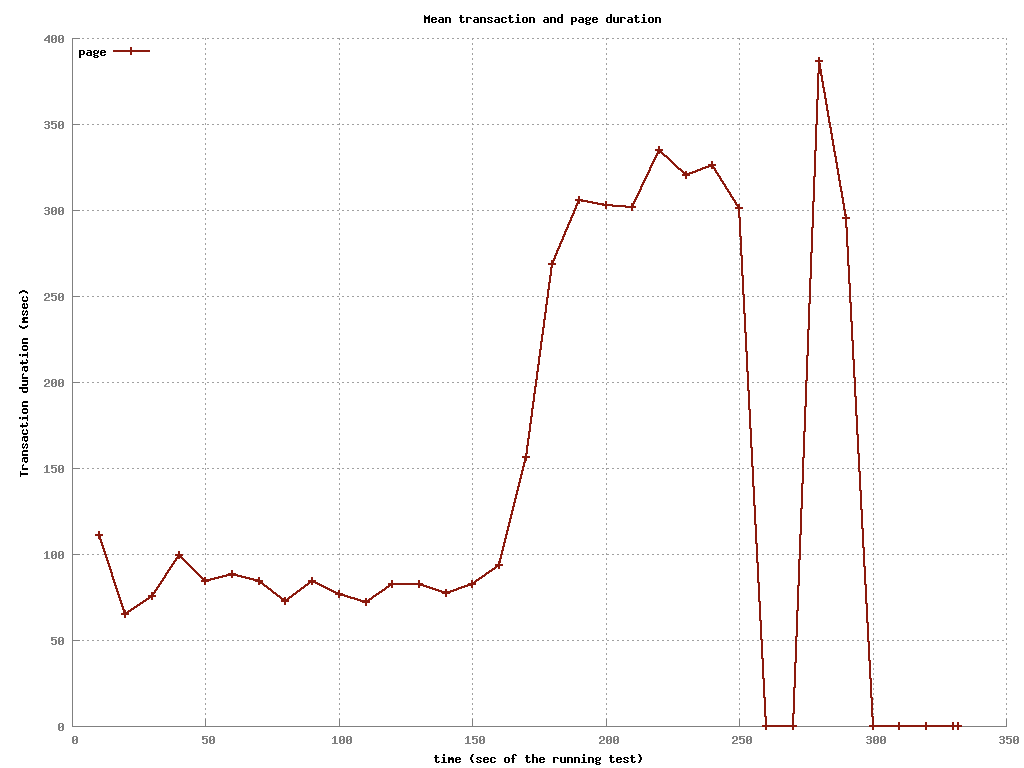 Mean transaction and page duration
page
400
350
300
250
200
150
100
50
0
Transaction duration (msec)
0 50 100 150 200 250 300 350
time (sec of the running test)